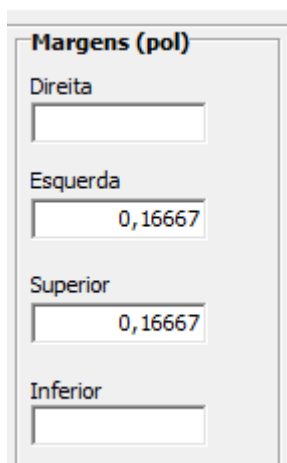 Margens (pol)
Direita
Esquerda
0,16667
Superior
0,16667
Inferior